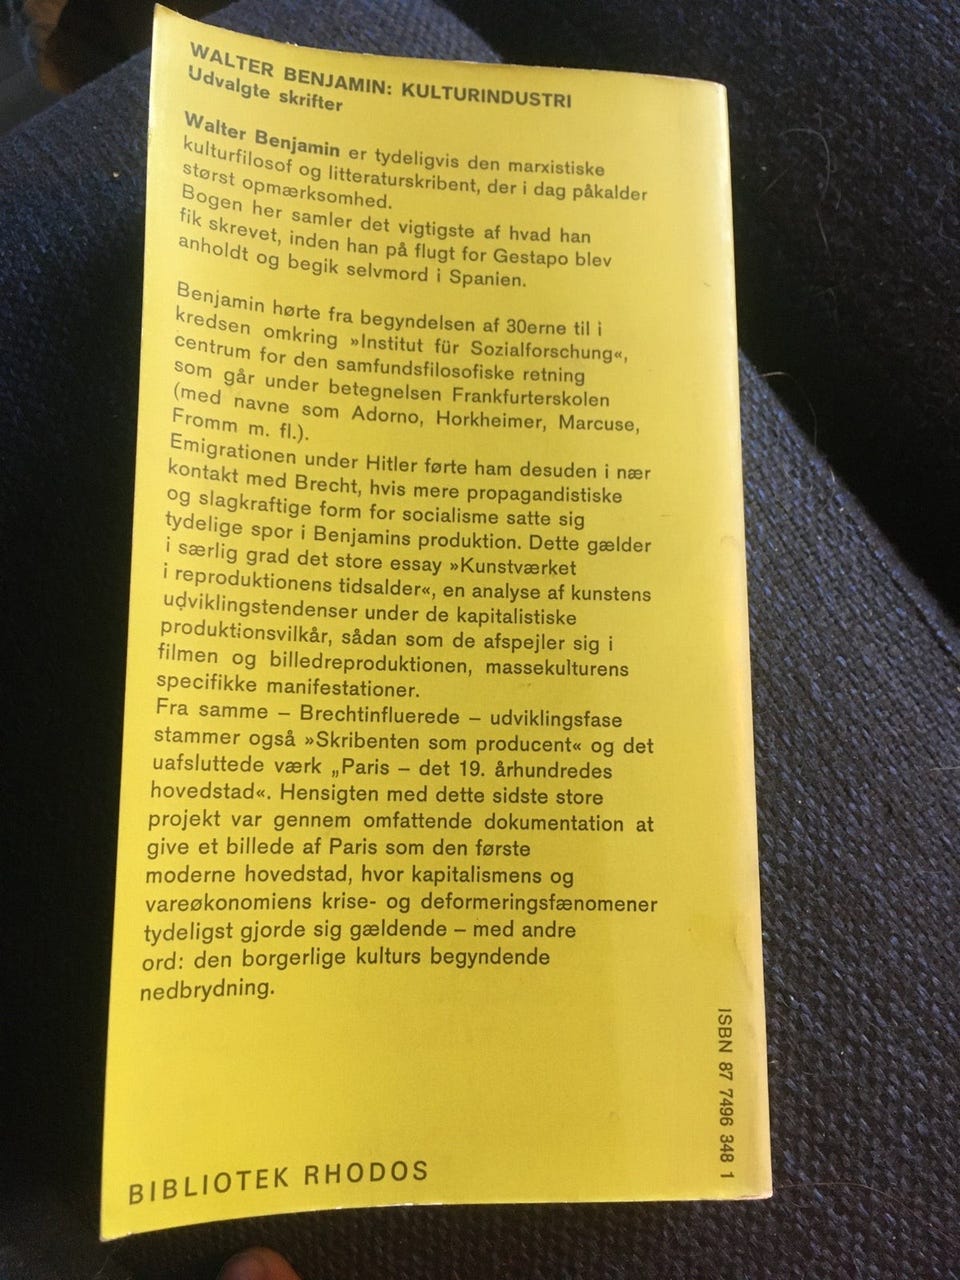 WALTER BENJAMIN: KULTURINDUSTRI
Udvalgte skrifter
Walter Benjamin er tydeligvis den marxistiske
kulturfilosof og litteraturskribent, der i dag påkalder
størst opmærksomhed.
Bogen her samler det vigtigste af hvad han
fik skrevet, inden han på flugt for Gestapo blev
anholdt og begik selvmord i Spanien.
Benjamin hørte fra begyndelsen af 30erne til i
kredsen omkring »Institut für Sozialforschung«,
centrum for den samfundsfilosofiske retning
som går under betegnelsen Frankfurterskolen
(med navne som Adorno, Horkheimer, Marcuse,
Fromm m. fl.).
Emigrationen under Hitler førte ham desuden i nær
kontakt med Brecht, hvis mere propagandistiske
og slagkraftige form for socialisme satte sig
tydelige spor i Benjamins produktion. Dette gælder
i særlig grad det store essay »Kunstværket
i reproduktionens tidsalder«, en analyse af kunstens
udviklingstendenser under de kapitalistiske
produktionsvilkår, sådan som de afspejler sig i
filmen og billedreproduktionen, massekulturens
specifikke manifestationer.
Fra samme – Brechtinfluerede – udviklingsfase
stammer også »Skribenten som producent« og det
uafsluttede værk „Paris – det 19. århundredes
hovedstad«. Hensigten med dette sidste store
projekt var gennem omfattende dokumentation at
give et billede af Paris som den første
moderne hovedstad, hvor kapitalismens og
vareøkonomiens krise- og deformeringsfænomener
tydeligst gjorde sig gældende – med andre
ord: den borgerlige kulturs begyndende
nedbrydning.
ISBN 87 7496 348 1
BIBLIOTEK RHODOS